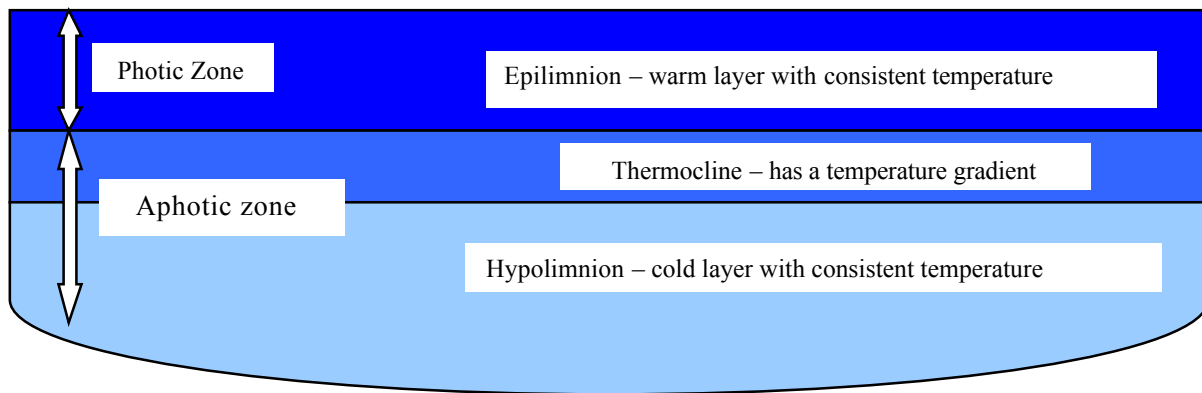 Photic Zone
Epilimnion – warm layer with consistent temperature
Thermocline – has a temperature gradient
Aphotic zone
Hypolimnion – cold layer with consistent temperature